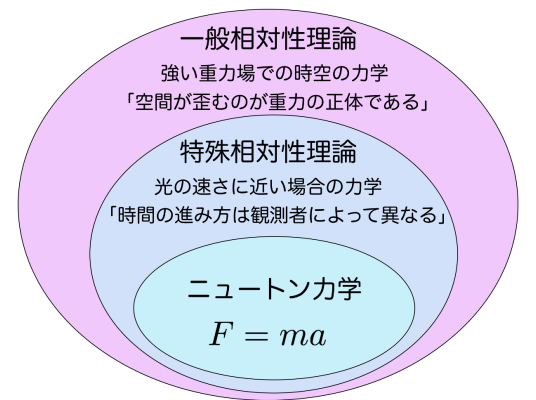 一般相対性理論
強い重力場での時空の力学
「空間が歪むのが重力の正体である」
特殊相対性理論
光の速さに近い場合の力学
「時間の進み方は観測者によって異なる」
ニュートン力学
F = ma